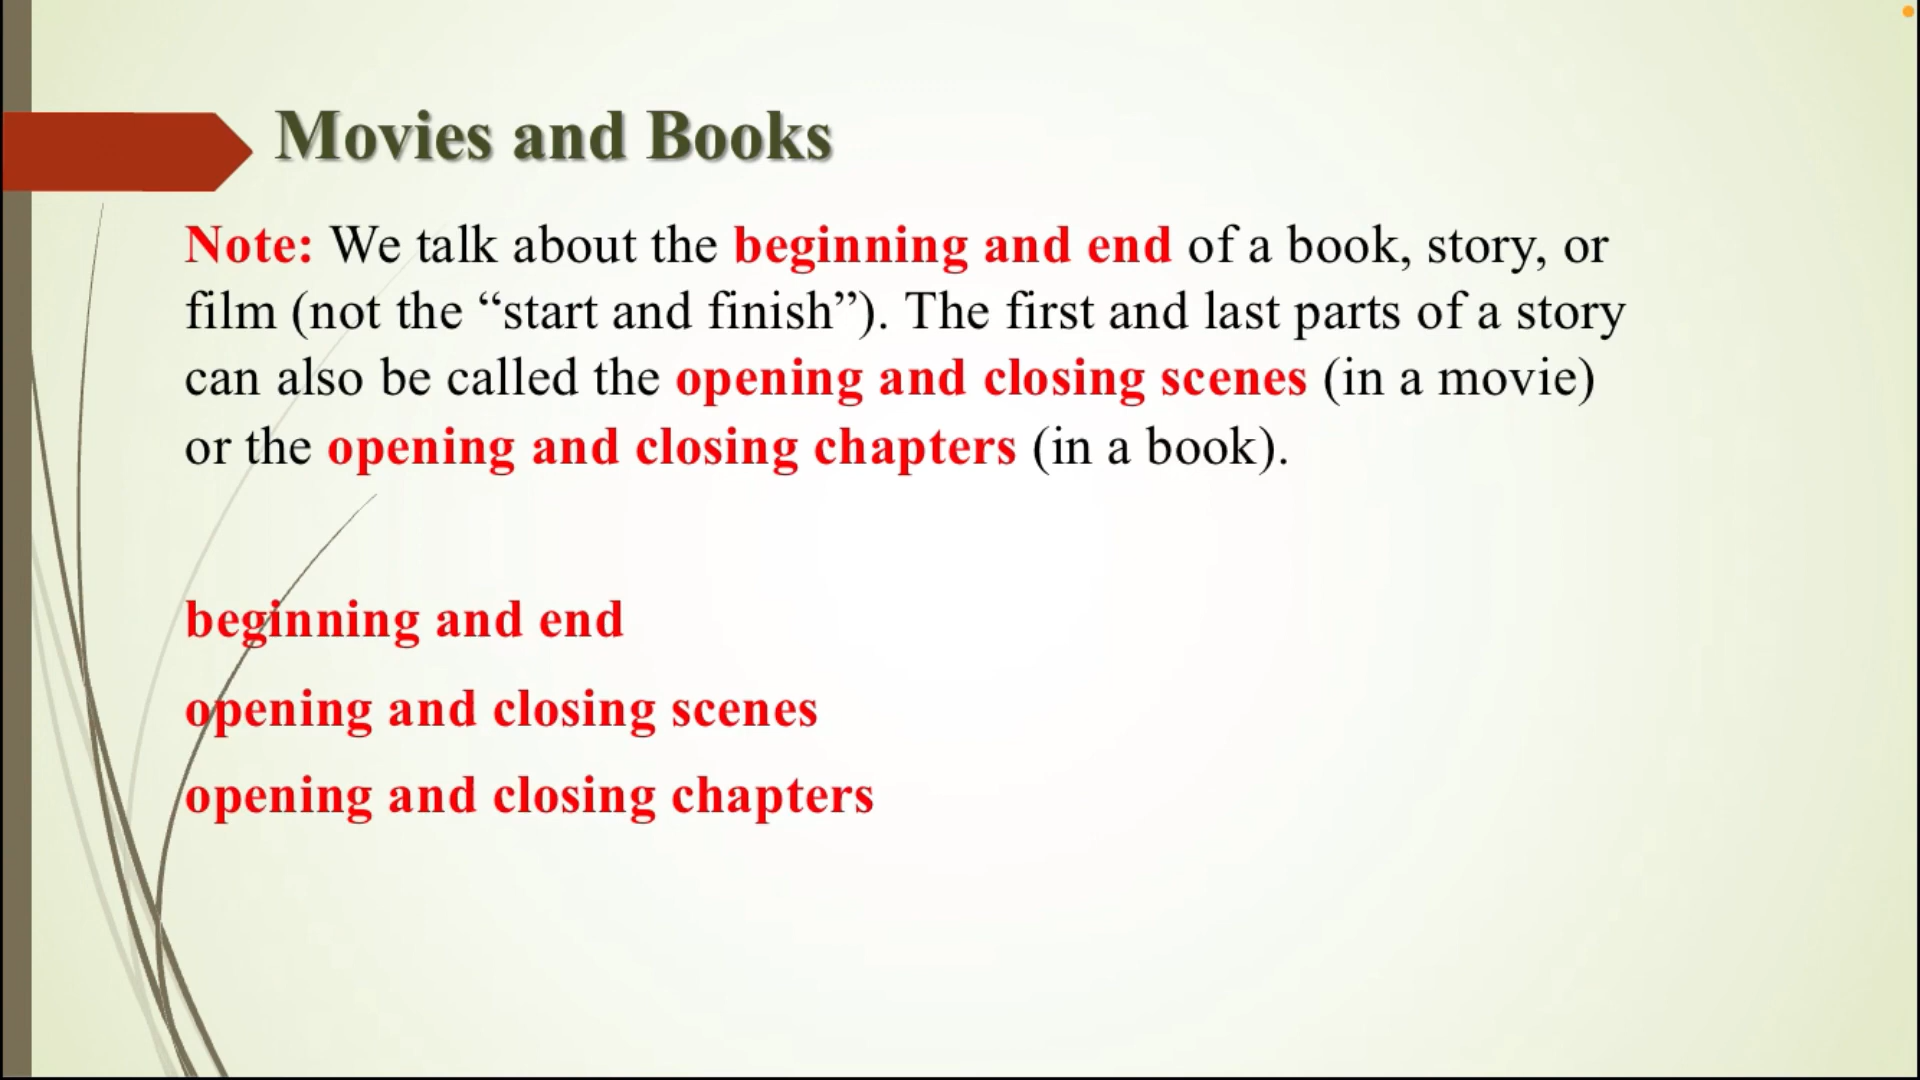 Movies and Books
Note: We talk about the beginning and end of a book, story, or
film (not the “start and finish”). The first and last parts of a story
can also be called the opening and closing scenes (in a movie)
or the opening and closing chapters (in a book).
beginning and end
opening and closing scenes
opening and closing chapters